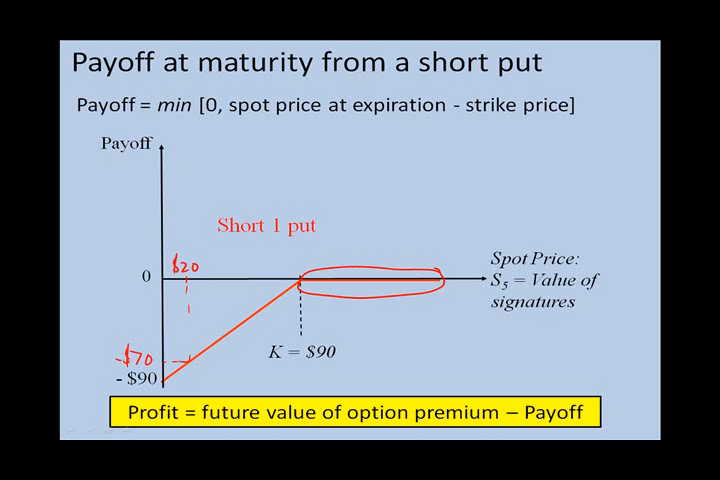 Payoff at maturity from a short put
Payoff = min [0, spot price at expiration - strike price]
Payoff
Short 1 put
$20
0
Spot Price:
S₅ = Value of
signatures
K = $90
-$70
- $90
Profit = future value of option premium – Payoff